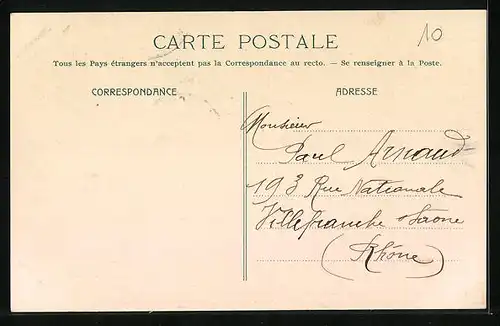 10
CARTE POSTALE
Tous les Pays étrangers n'acceptent pas la Correspondance au recto. — Se renseigner à la Poste.
CORRESPONDANCE
ADRESSE
Monsieur
Paul Arnaud
193 Rue Nationale
Villefranche s/Saone
(Rhône)